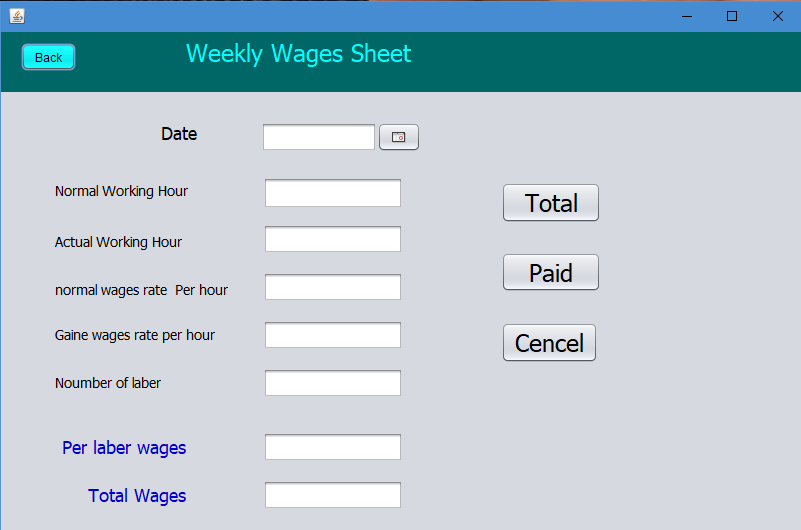 Back
Weekly Wages Sheet
Date
Normal Working Hour
Total
Actual Working Hour
Paid
normal wages rate  Per hour
Gaine wages rate per hour
Cencel
Noumber of laber
Per laber wages
Total Wages